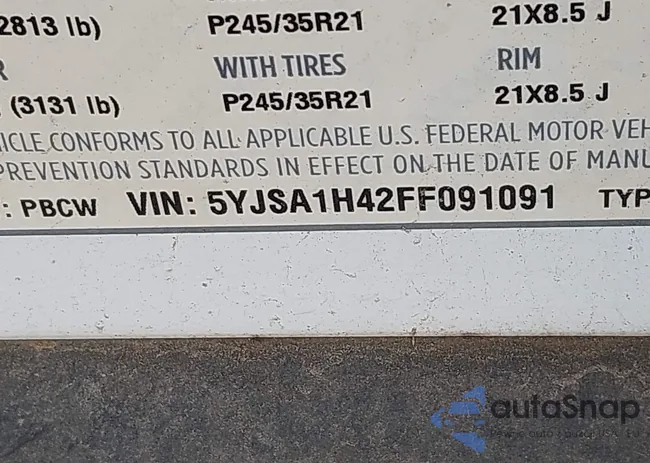 2813 lb) P245/35R21 21X8.5 J
R WITH TIRES RIM
(3131 lb) P245/35R21 21X8.5 J
ICLE CONFORMS TO ALL APPLICABLE U.S. FEDERAL MOTOR VEH
PREVENTION STANDARDS IN EFFECT ON THE DATE OF MANU
: PBCW VIN: 5YJSA1H42FF091091 TYP
autoSnap